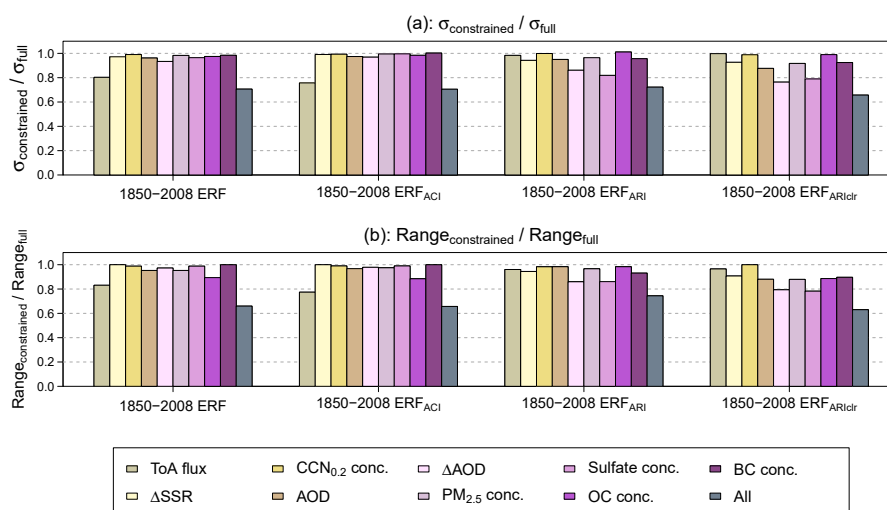 (a): σconstrained / σfull
σconstrained / σfull
1.0
0.8
0.6
0.4
0.2
0.0
1850−2008 ERF
1850−2008 ERFACI
1850−2008 ERFARI
1850−2008 ERFARIclr
(b): Rangeconstrained / Rangefull
Rangeconstrained / Rangefull
1.0
0.8
0.6
0.4
0.2
0.0
1850−2008 ERF
1850−2008 ERFACI
1850−2008 ERFARI
1850−2008 ERFARIclr
ToA flux
ΔSSR
CCN0.2 conc.
AOD
ΔAOD
PM2.5 conc.
Sulfate conc.
OC conc.
BC conc.
All